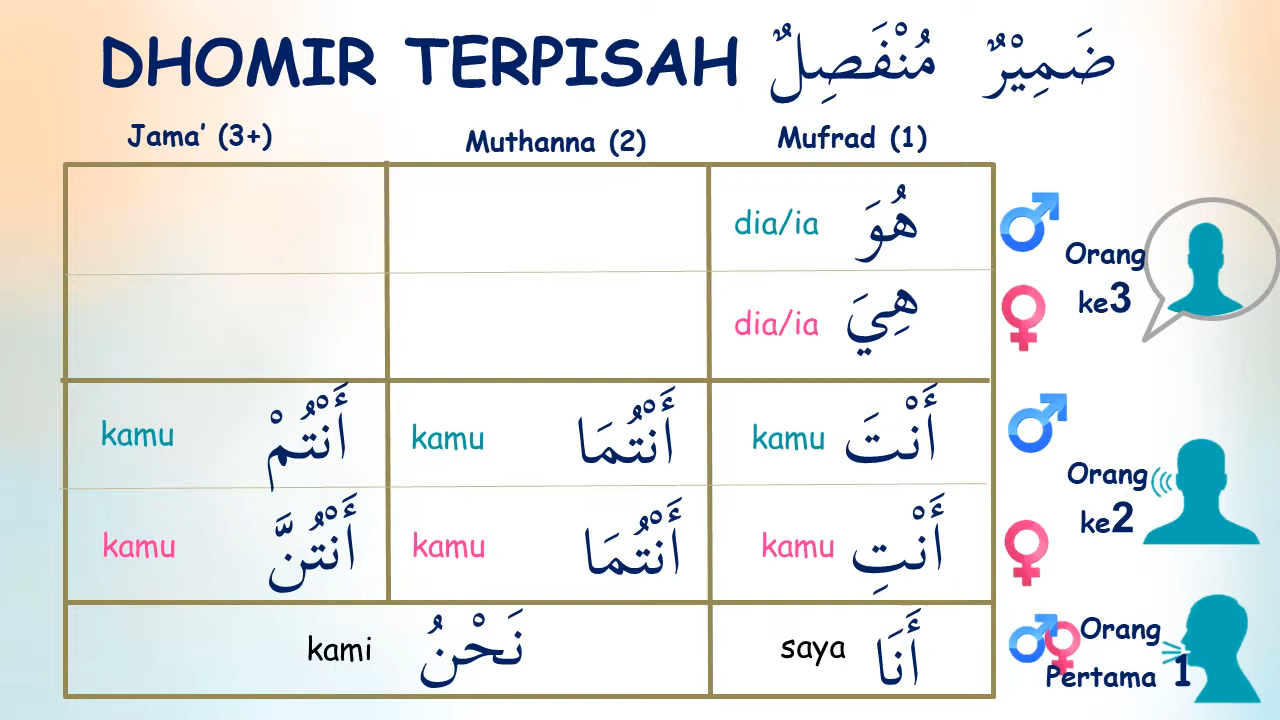 DHOMIR TERPISAH ضَمِيْرٌ مُنْفَصِلٌ
Jama’ (3+) Muthanna (2) Mufrad (1)
dia/ia هُوَ
dia/ia هِيَ
Orang
ke3
kamu أَنْتُمْ kamu أَنْتُمَا kamu أَنْتَ
kamu أَنْتُنَّ kamu أَنْتُمَا kamu أَنْتِ
Orang
ke2
kami نَحْنُ saya أَنَا
Orang
Pertama 1